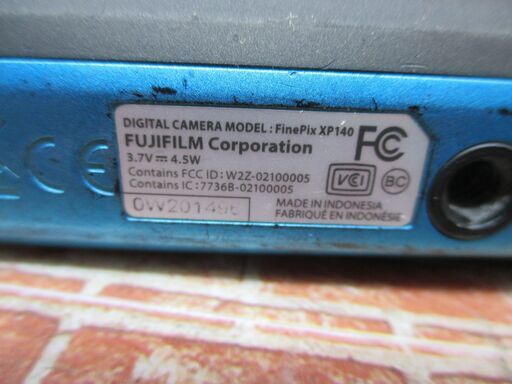 DIGITAL CAMERA MODEL : FinePix XP140
FUJIFILM Corporation
3.7V⎓ 4.5W
Contains FCC ID : W2Z-02100005
Contains IC : 7736B-02100005
FC
VCI
BC
MADE IN INDONESIA
FABRIQUÉ EN INDONÉSIE
CE